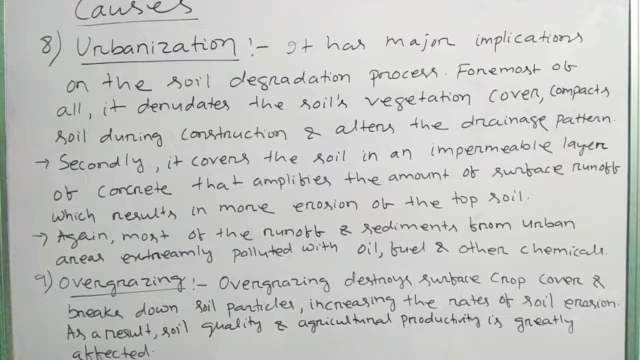 Causes
8) Urbanization :- It has major implications
on the soil degradation process. Foremost of
all, it denudates the soil's vegetation cover, compacts
soil during construction & alters the drainage pattern.
→ Secondly, it covers the soil in an impermeable layer
of concrete that amplifies the amount of surface runoff
which results in more erosion of the top soil.
→ Again, most of the runoff & sediments from urban
areas extreamly polluted with oil, fuel & other chemicals.
9) Overgrazing :- Overgrazing destroys surface crop cover &
breaks down soil particles, increasing the rates of soil erosion.
As a result, soil quality & agricultural productivity is greatly
affected.